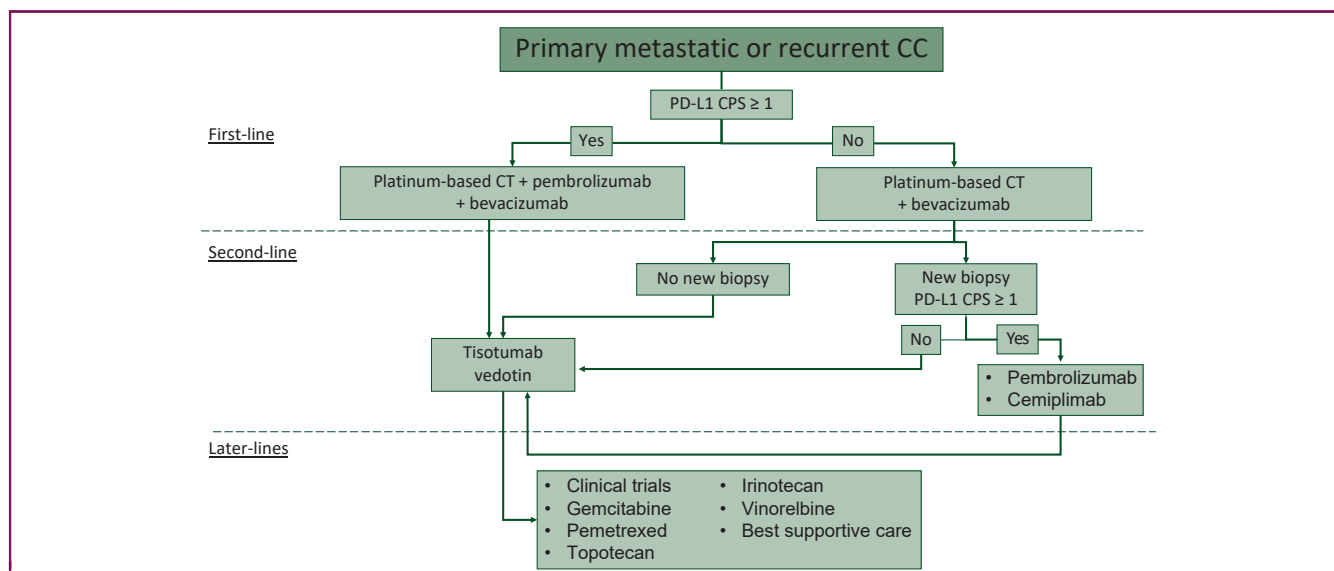 Primary metastatic or recurrent CC
PD-L1 CPS ≥ 1
First-line
Yes
No
Platinum-based CT + pembrolizumab
+ bevacizumab
Platinum-based CT
+ bevacizumab
Second-line
No new biopsy
New biopsy
PD-L1 CPS ≥ 1
No
Yes
Tisotumab
vedotin
• Pembrolizumab
• Cemiplimab
Later-lines
• Clinical trials
• Gemcitabine
• Pemetrexed
• Topotecan
• Irinotecan
• Vinorelbine
• Best supportive care